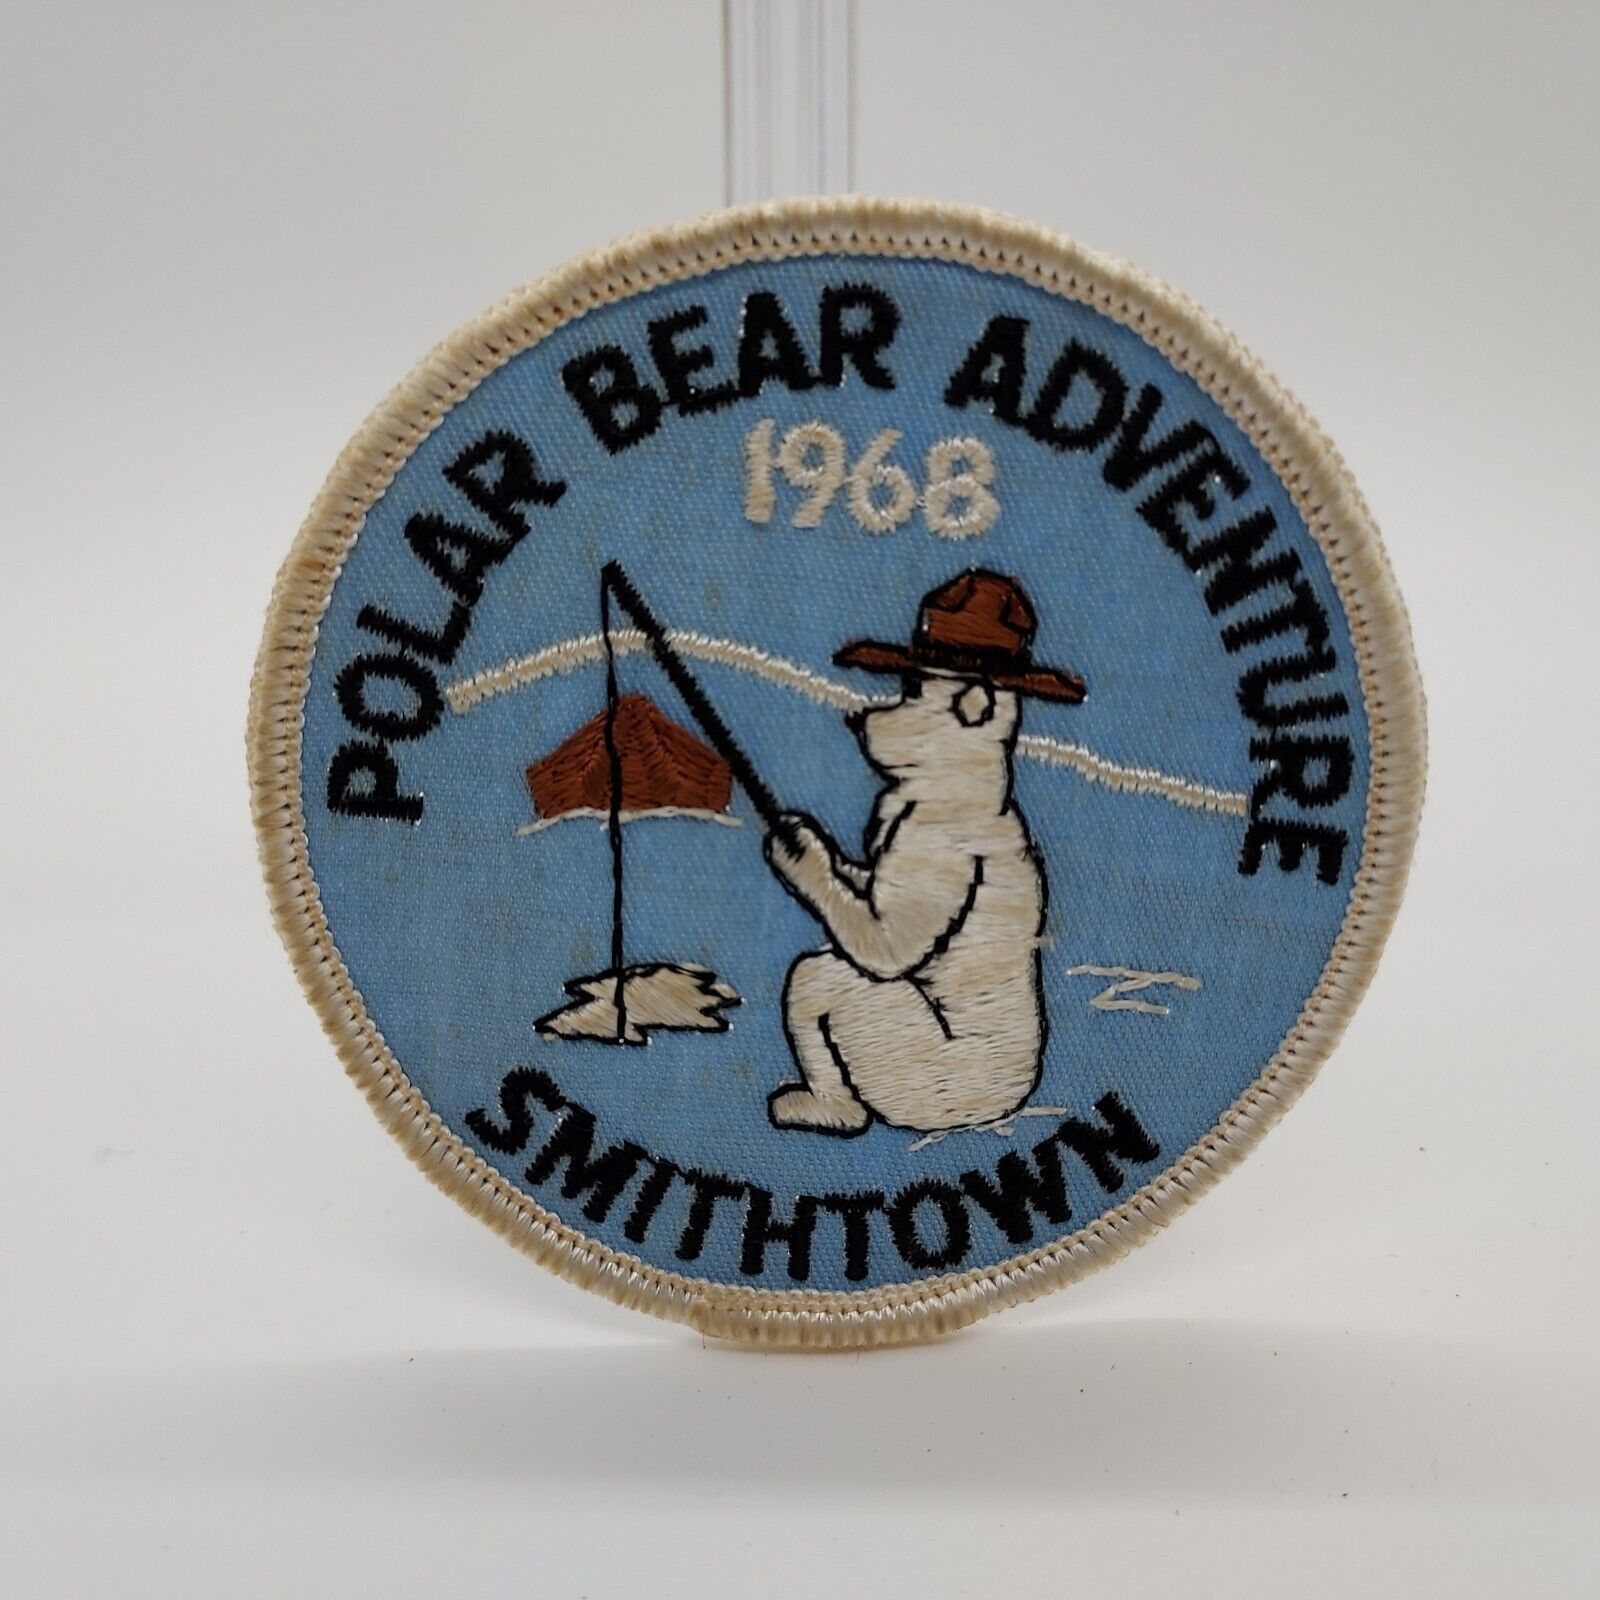 POLAR BEAR ADVENTURE
1968
SMITHTOWN